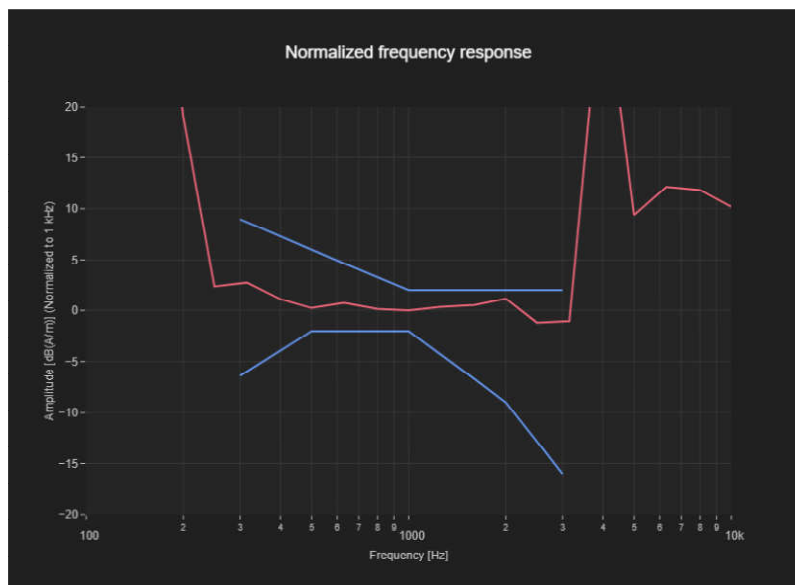 Normalized frequency response
Amplitude [dB(A/m)] (Normalized to 1 kHz)
20
15
10
5
0
−5
−10
−15
−20
100 2 3 4 5 6 7 8 9 1000 2 3 4 5 6 7 8 9 10k
Frequency [Hz]